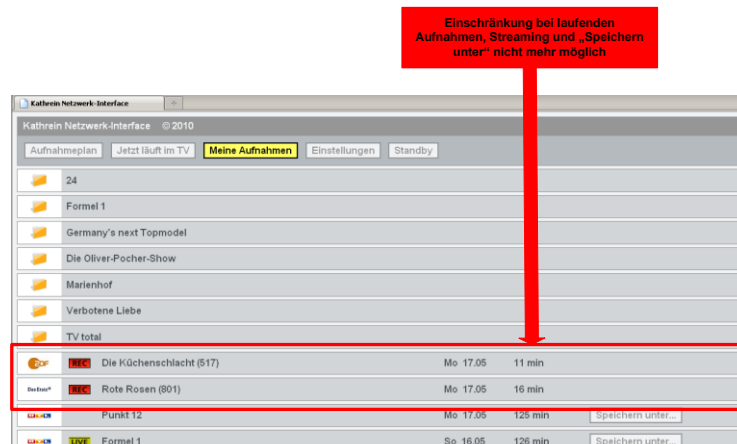 Einschränkung bei laufenden
Aufnahmen, Streaming und „Speichern
unter“ nicht mehr möglich
Kathrein Netzwerk-Interface
Kathrein Netzwerk-Interface © 2010
Aufnahmeplan Jetzt läuft im TV Meine Aufnahmen Einstellungen Standby
24
Formel 1
Germany's next Topmodel
Die Oliver-Pocher-Show
Marienhof
Verbotene Liebe
TV total
ZDF REC Die Küchenschlacht (517) Mo 17.05 11 min
Das Erste REC Rote Rosen (801) Mo 17.05 16 min
Punkt 12 Mo 17.05 125 min Speichern unter...
LIVE Formel 1 So 16.05 126 min Speichern unter...